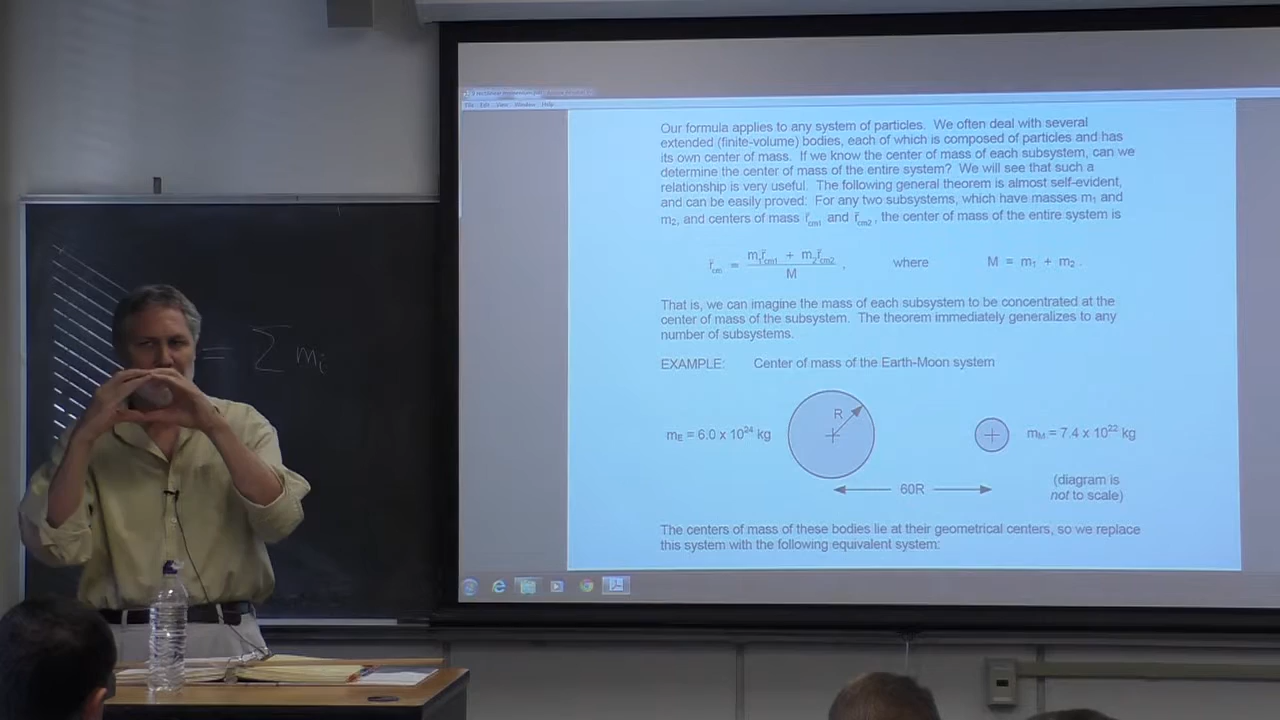 File Edit View Window Help
Our formula applies to any system of particles. We often deal with several
extended (finite-volume) bodies, each of which is composed of particles and has
its own center of mass. If we know the center of mass of each subsystem, can we
determine the center of mass of the entire system? We will see that such a
relationship is very useful. The following general theorem is almost self-evident,
and can be easily proved: For any two subsystems, which have masses m₁ and
m₂, and centers of mass r⃗cm1 and r⃗cm2, the center of mass of the entire system is
r⃗cm = (m₁r⃗cm1 + m₂r⃗cm2) / M , where M = m₁ + m₂ .
That is, we can imagine the mass of each subsystem to be concentrated at the
center of mass of the subsystem. The theorem immediately generalizes to any
number of subsystems.
EXAMPLE: Center of mass of the Earth-Moon system
R
mE = 6.0 x 10²⁴ kg
mM = 7.4 x 10²² kg
60R
(diagram is
not to scale)
The centers of mass of these bodies lie at their geometrical centers, so we replace
this system with the following equivalent system:
= Σ mᵢ